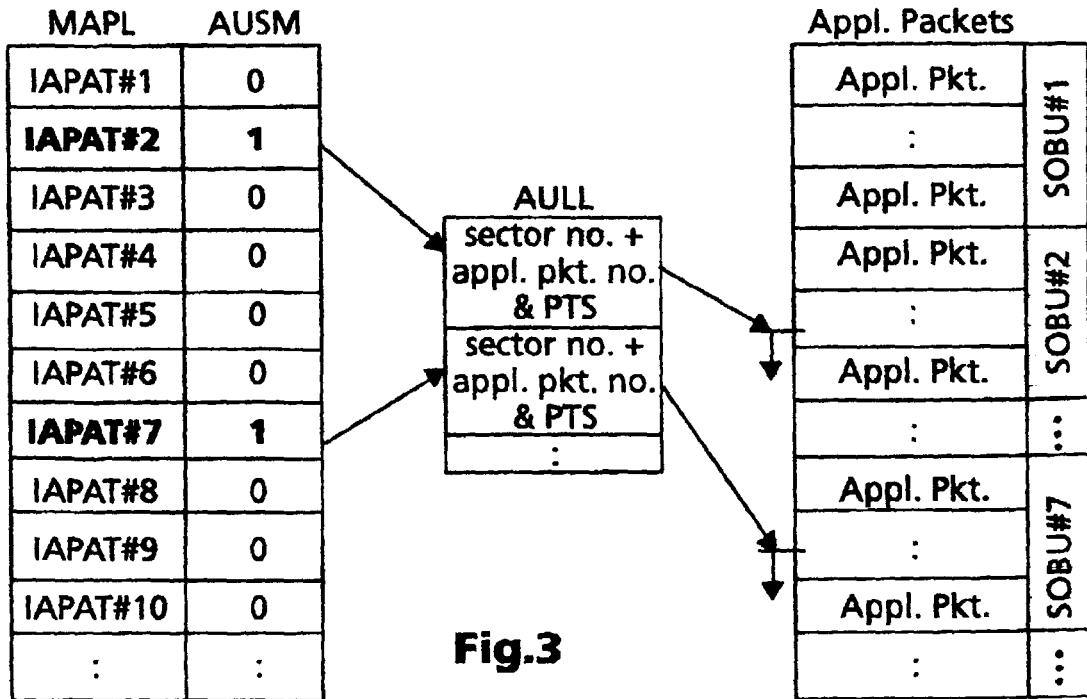 MAPL AUSM
IAPAT#1 0
IAPAT#2 1
IAPAT#3 0
IAPAT#4 0
IAPAT#5 0
IAPAT#6 0
IAPAT#7 1
IAPAT#8 0
IAPAT#9 0
IAPAT#10 0
: :
AULL
sector no. +
appl. pkt. no.
& PTS
sector no. +
appl. pkt. no.
& PTS
:
Appl. Packets
Appl. Pkt.
:
Appl. Pkt.
SOBU#1
Appl. Pkt.
:
Appl. Pkt.
SOBU#2
:
...
Appl. Pkt.
:
Appl. Pkt.
SOBU#7
:
...
Fig.3